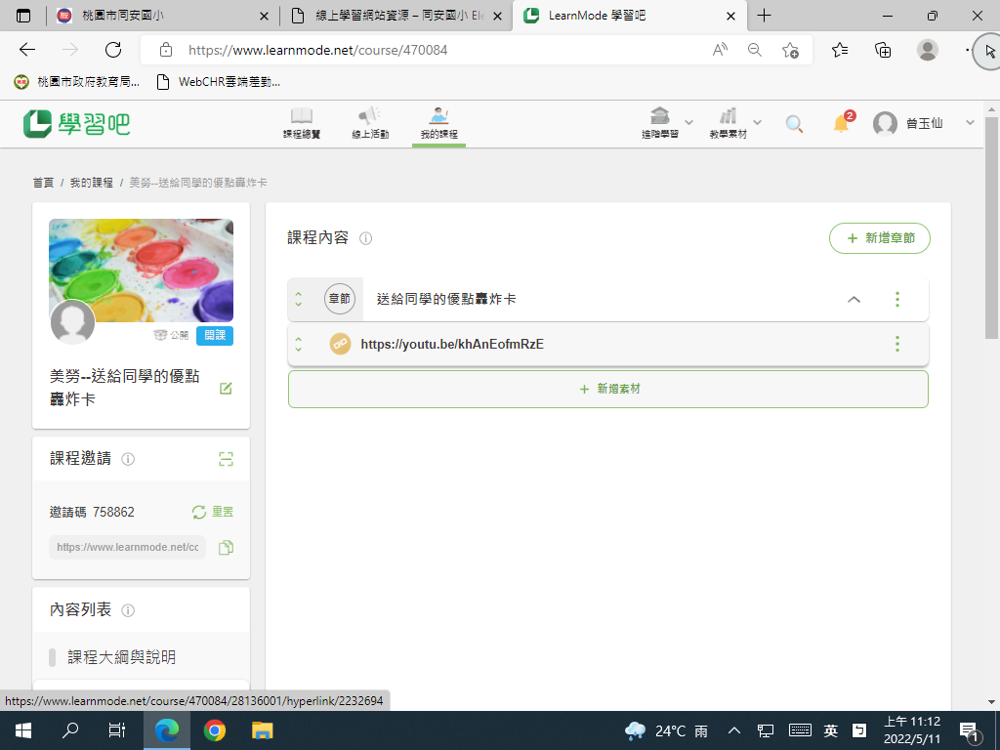 桃園市同安國小
線上學習網站資源 – 同安國小 Ele
LearnMode 學習吧
https://www.learnmode.net/course/470084
桃園市政府教育局...
WebCHR雲端差勤...
學習吧
課程總覽
線上活動
我的課程
進階學習
教學素材
2
曾玉仙
首頁 / 我的課程 / 美勞--送給同學的優點轟炸卡
公開
開課
美勞--送給同學的優點
轟炸卡
課程邀請
邀請碼 758862
重置
https://www.learnmode.net/cc
內容列表
課程大綱與說明
課程內容
+ 新增章節
章節
送給同學的優點轟炸卡
https://youtu.be/khAnEofmRzE
+ 新增素材
https://www.learnmode.net/course/470084/28136001/hyperlink/2232694
24°C 雨
英
上午 11:12
2022/5/11
1